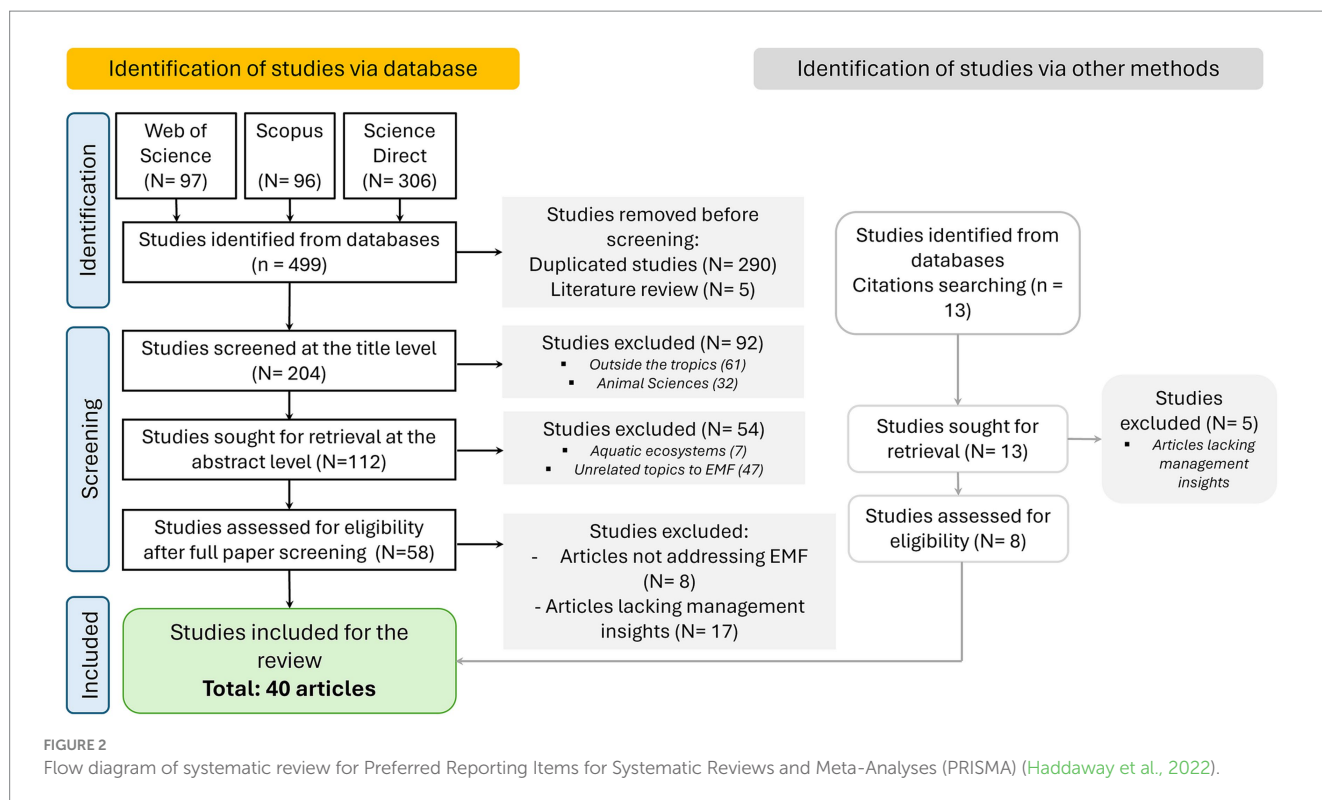 Identification of studies via database
Identification of studies via other methods
Identification
Web of
Science
(N= 97)
Scopus
(N= 96)
Science
Direct
(N= 306)
Studies identified from databases
(n = 499)
Studies removed before
screening:
Duplicated studies (N= 290)
Literature review (N= 5)
Studies identified from
databases
Citations searching (n =
13)
Screening
Studies screened at the title level
(N= 204)
Studies excluded (N= 92)
▪ Outside the tropics (61)
▪ Animal Sciences (32)
Studies sought for retrieval at the
abstract level (N=112)
Studies excluded (N= 54)
▪ Aquatic ecosystems (7)
▪ Unrelated topics to EMF (47)
Studies sought for
retrieval (N= 13)
Studies
excluded (N= 5)
▪ Articles lacking
management
insights
Studies assessed for eligibility
after full paper screening (N=58)
Studies excluded:
- Articles not addressing EMF
(N= 8)
- Articles lacking management
insights (N= 17)
Studies assessed for
eligibility (N= 8)
Included
Studies included for the
review
Total: 40 articles
FIGURE 2
Flow diagram of systematic review for Preferred Reporting Items for Systematic Reviews and Meta-Analyses (PRISMA) (Haddaway et al., 2022).